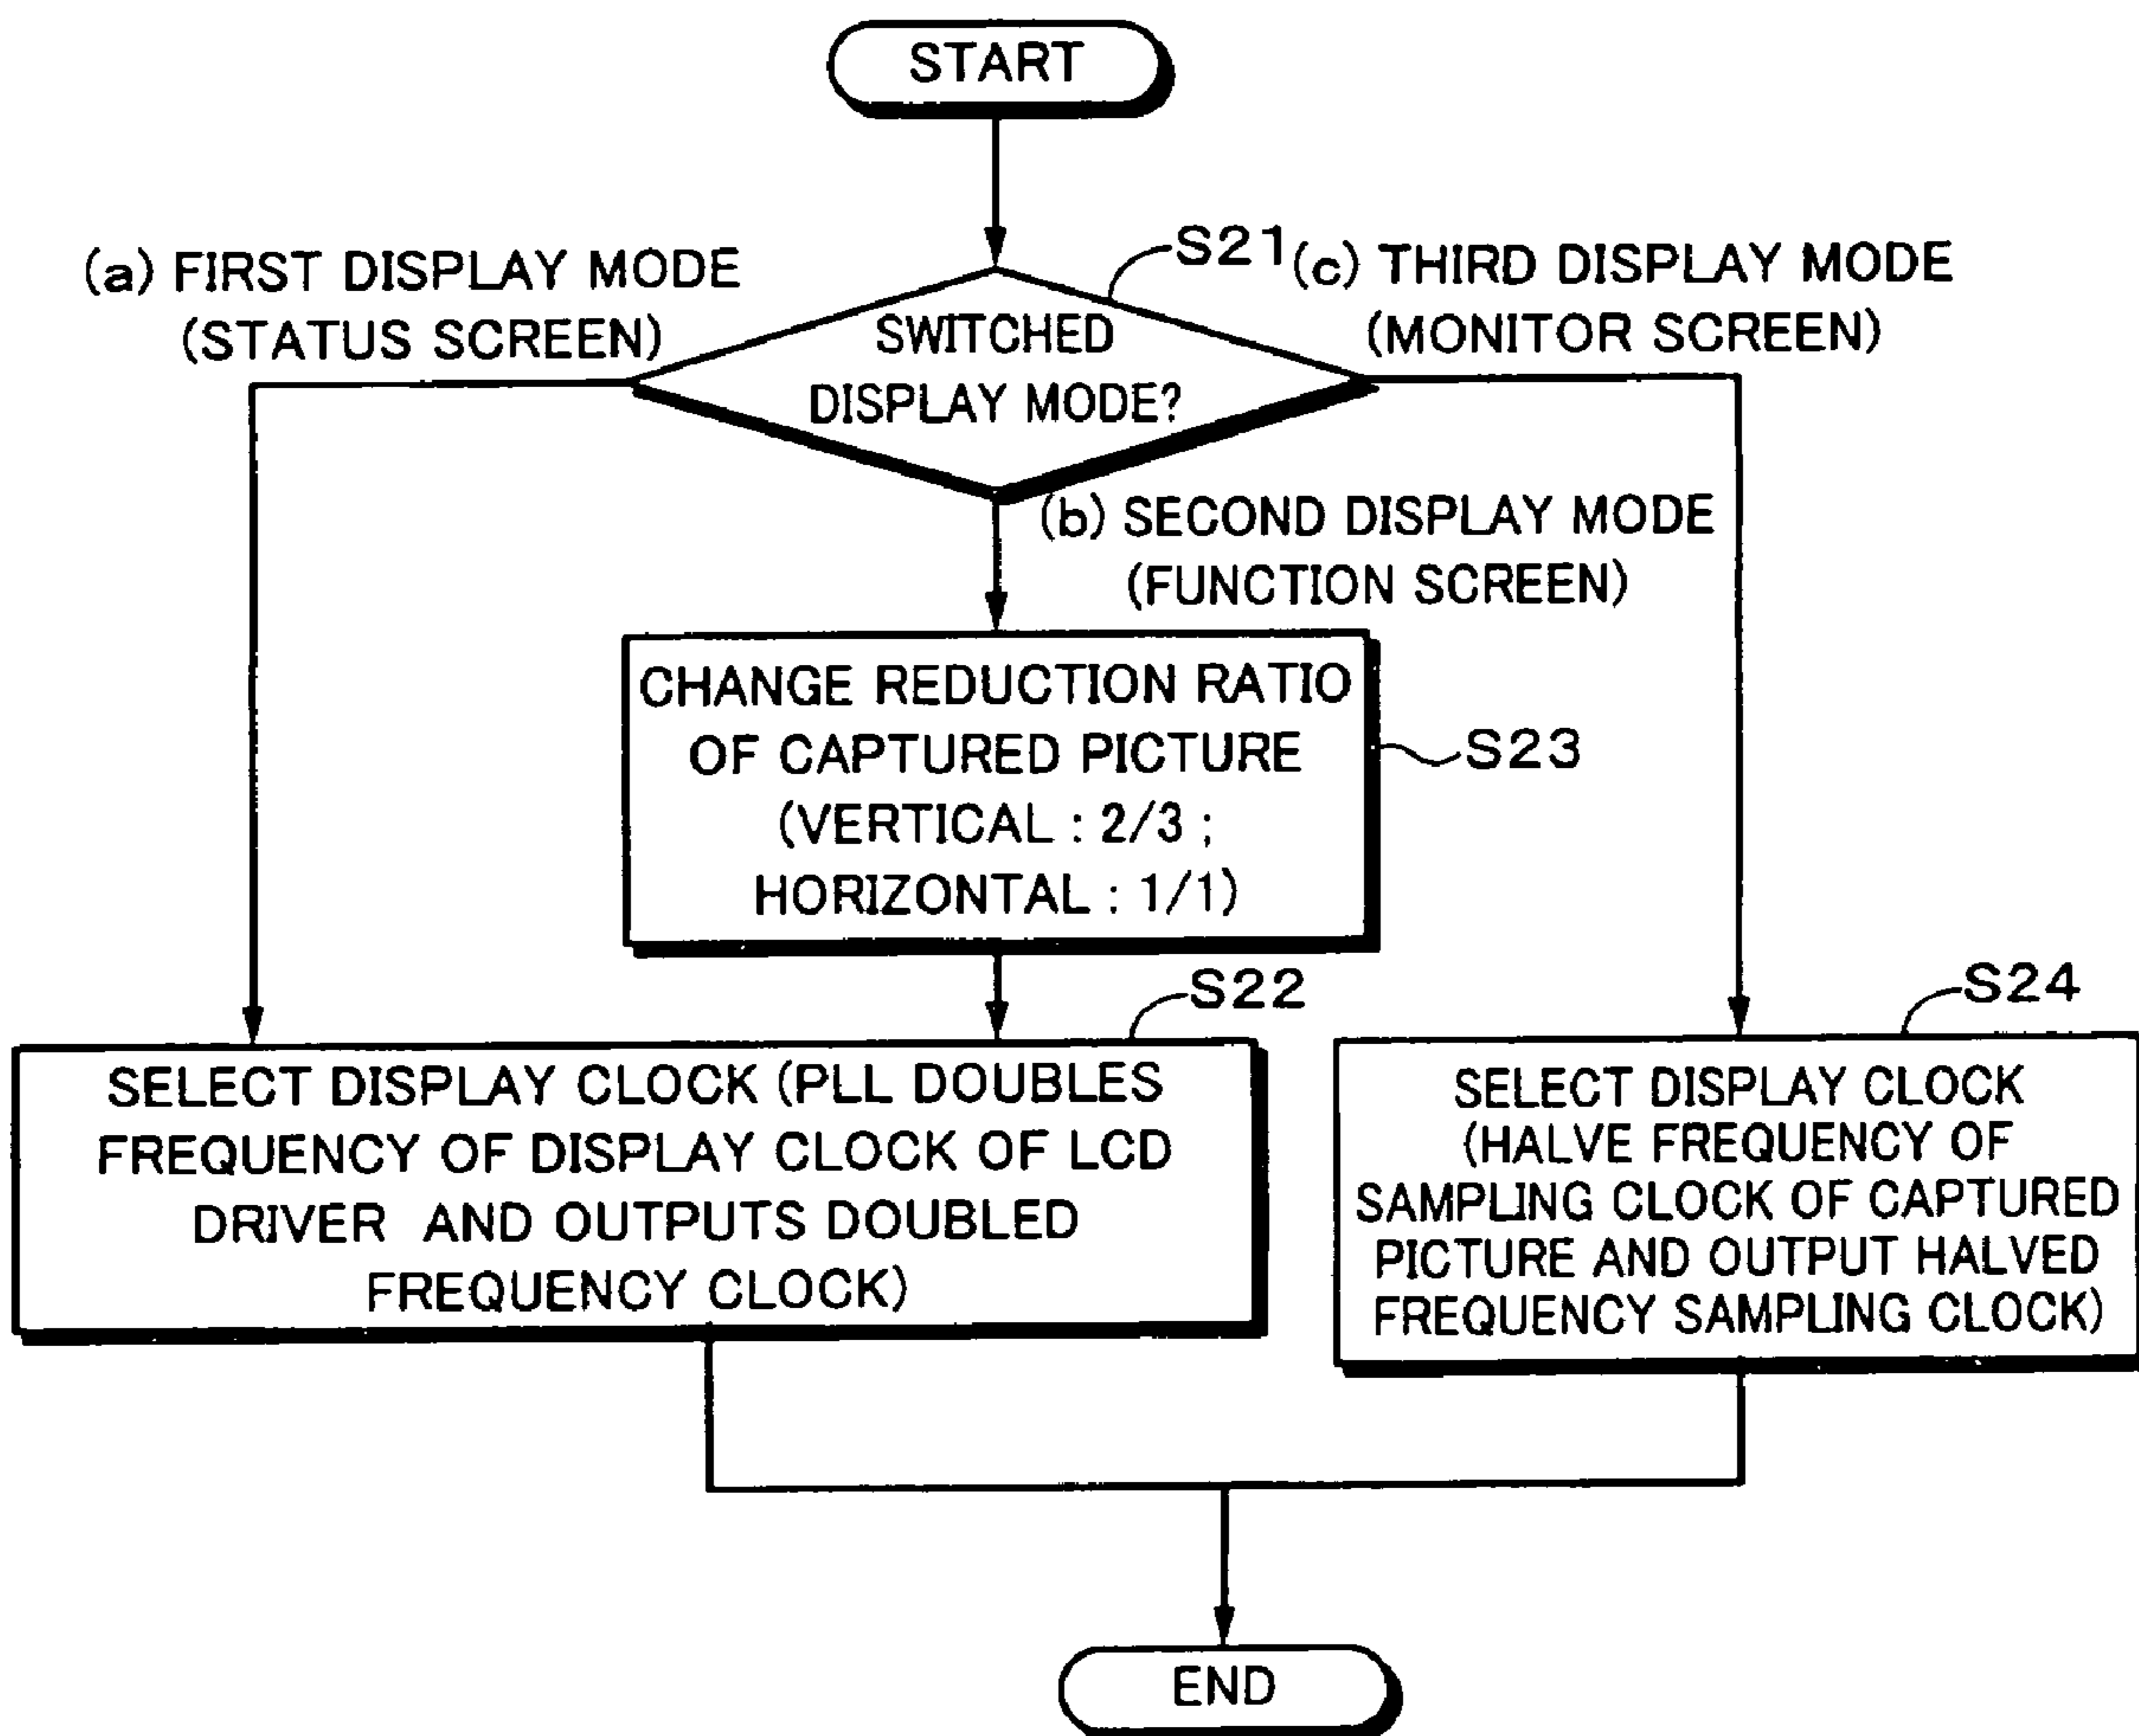 START
S21
(a) FIRST DISPLAY MODE
(STATUS SCREEN)
SWITCHED
DISPLAY MODE?
(c) THIRD DISPLAY MODE
(MONITOR SCREEN)
(b) SECOND DISPLAY MODE
(FUNCTION SCREEN)
CHANGE REDUCTION RATIO
OF CAPTURED PICTURE
(VERTICAL : 2/3 ;
HORIZONTAL : 1/1)
S23
S22
SELECT DISPLAY CLOCK (PLL DOUBLES
FREQUENCY OF DISPLAY CLOCK OF LCD
DRIVER AND OUTPUTS DOUBLED
FREQUENCY CLOCK)
S24
SELECT DISPLAY CLOCK
(HALVE FREQUENCY OF
SAMPLING CLOCK OF CAPTURED
PICTURE AND OUTPUT HALVED
FREQUENCY SAMPLING CLOCK)
END